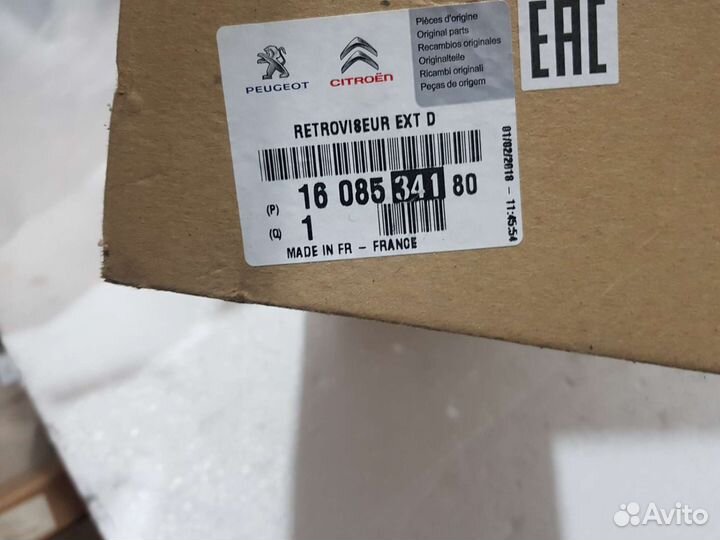 PEUGEOT
CITROËN
Pièces d'origine
Original parts
Recambios originales
Originalteile
Ricambi originali
Peças de origem
EAC
RETROVISEUR EXT D
(P) 16 085 341 80
(Q) 1
MADE IN FR - FRANCE
01/02/2018 - 11:45:54
Avito